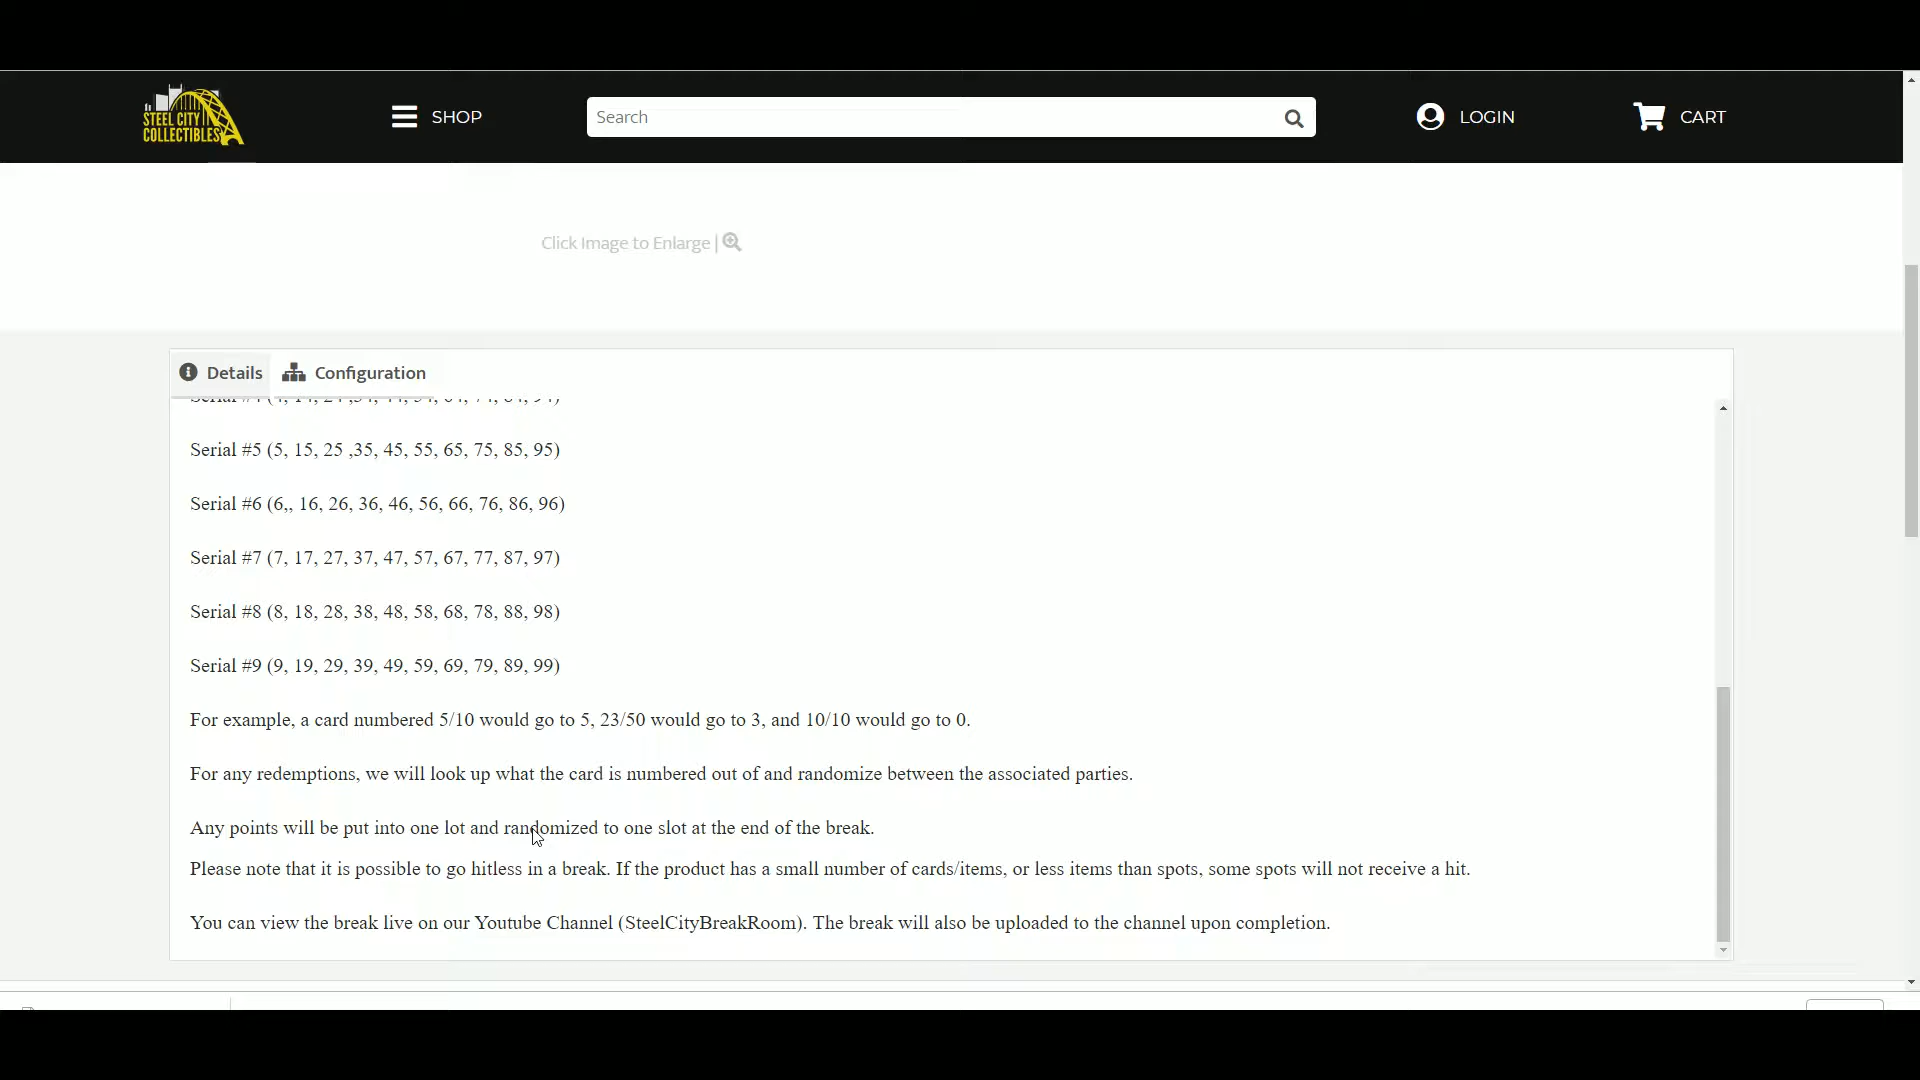 STEEL CITY
COLLECTIBLES
SHOP
Search
LOGIN
CART
Click Image to Enlarge |
Details
Configuration
Serial #5 (5, 15, 25 ,35, 45, 55, 65, 75, 85, 95)
Serial #6 (6,, 16, 26, 36, 46, 56, 66, 76, 86, 96)
Serial #7 (7, 17, 27, 37, 47, 57, 67, 77, 87, 97)
Serial #8 (8, 18, 28, 38, 48, 58, 68, 78, 88, 98)
Serial #9 (9, 19, 29, 39, 49, 59, 69, 79, 89, 99)
For example, a card numbered 5/10 would go to 5, 23/50 would go to 3, and 10/10 would go to 0.
For any redemptions, we will look up what the card is numbered out of and randomize between the associated parties.
Any points will be put into one lot and randomized to one slot at the end of the break.
Please note that it is possible to go hitless in a break. If the product has a small number of cards/items, or less items than spots, some spots will not receive a hit.
You can view the break live on our Youtube Channel (SteelCityBreakRoom). The break will also be uploaded to the channel upon completion.